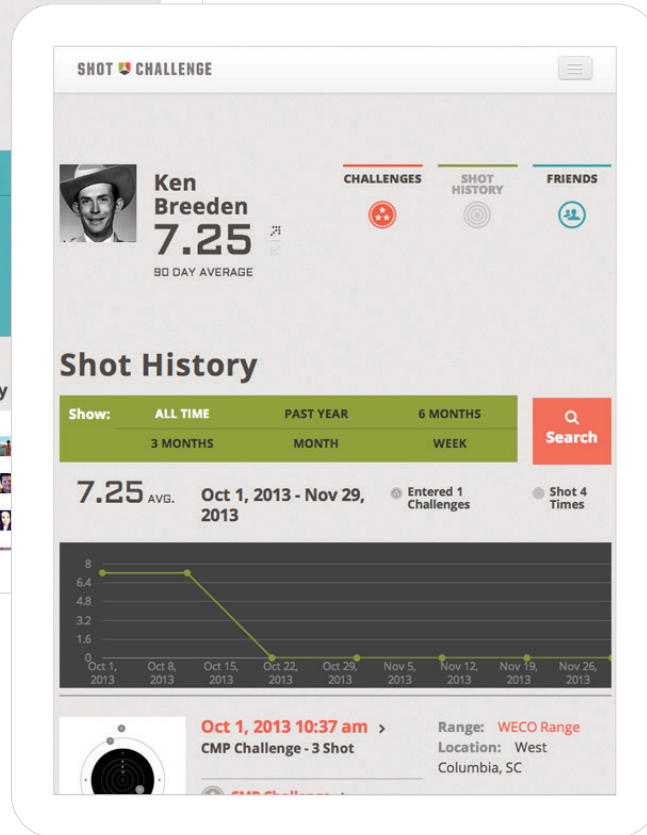 SHOT CHALLENGE
Ken
Breeden
7.25
90 DAY AVERAGE
CHALLENGES
SHOT
HISTORY
FRIENDS
Shot History
Show: ALL TIME PAST YEAR 6 MONTHS
3 MONTHS MONTH WEEK
Search
7.25 AVG.
Oct 1, 2013 - Nov 29,
2013
Entered 1
Challenges
Shot 4
Times
8
6.4
4.8
3.2
1.6
0
Oct 1, 2013
Oct 8, 2013
Oct 15, 2013
Oct 22, 2013
Oct 29, 2013
Nov 5, 2013
Nov 12, 2013
Nov 19, 2013
Nov 26, 2013
Oct 1, 2013 10:37 am
CMP Challenge - 3 Shot
CMP Challenge
Range: WECO Range
Location: West
Columbia, SC